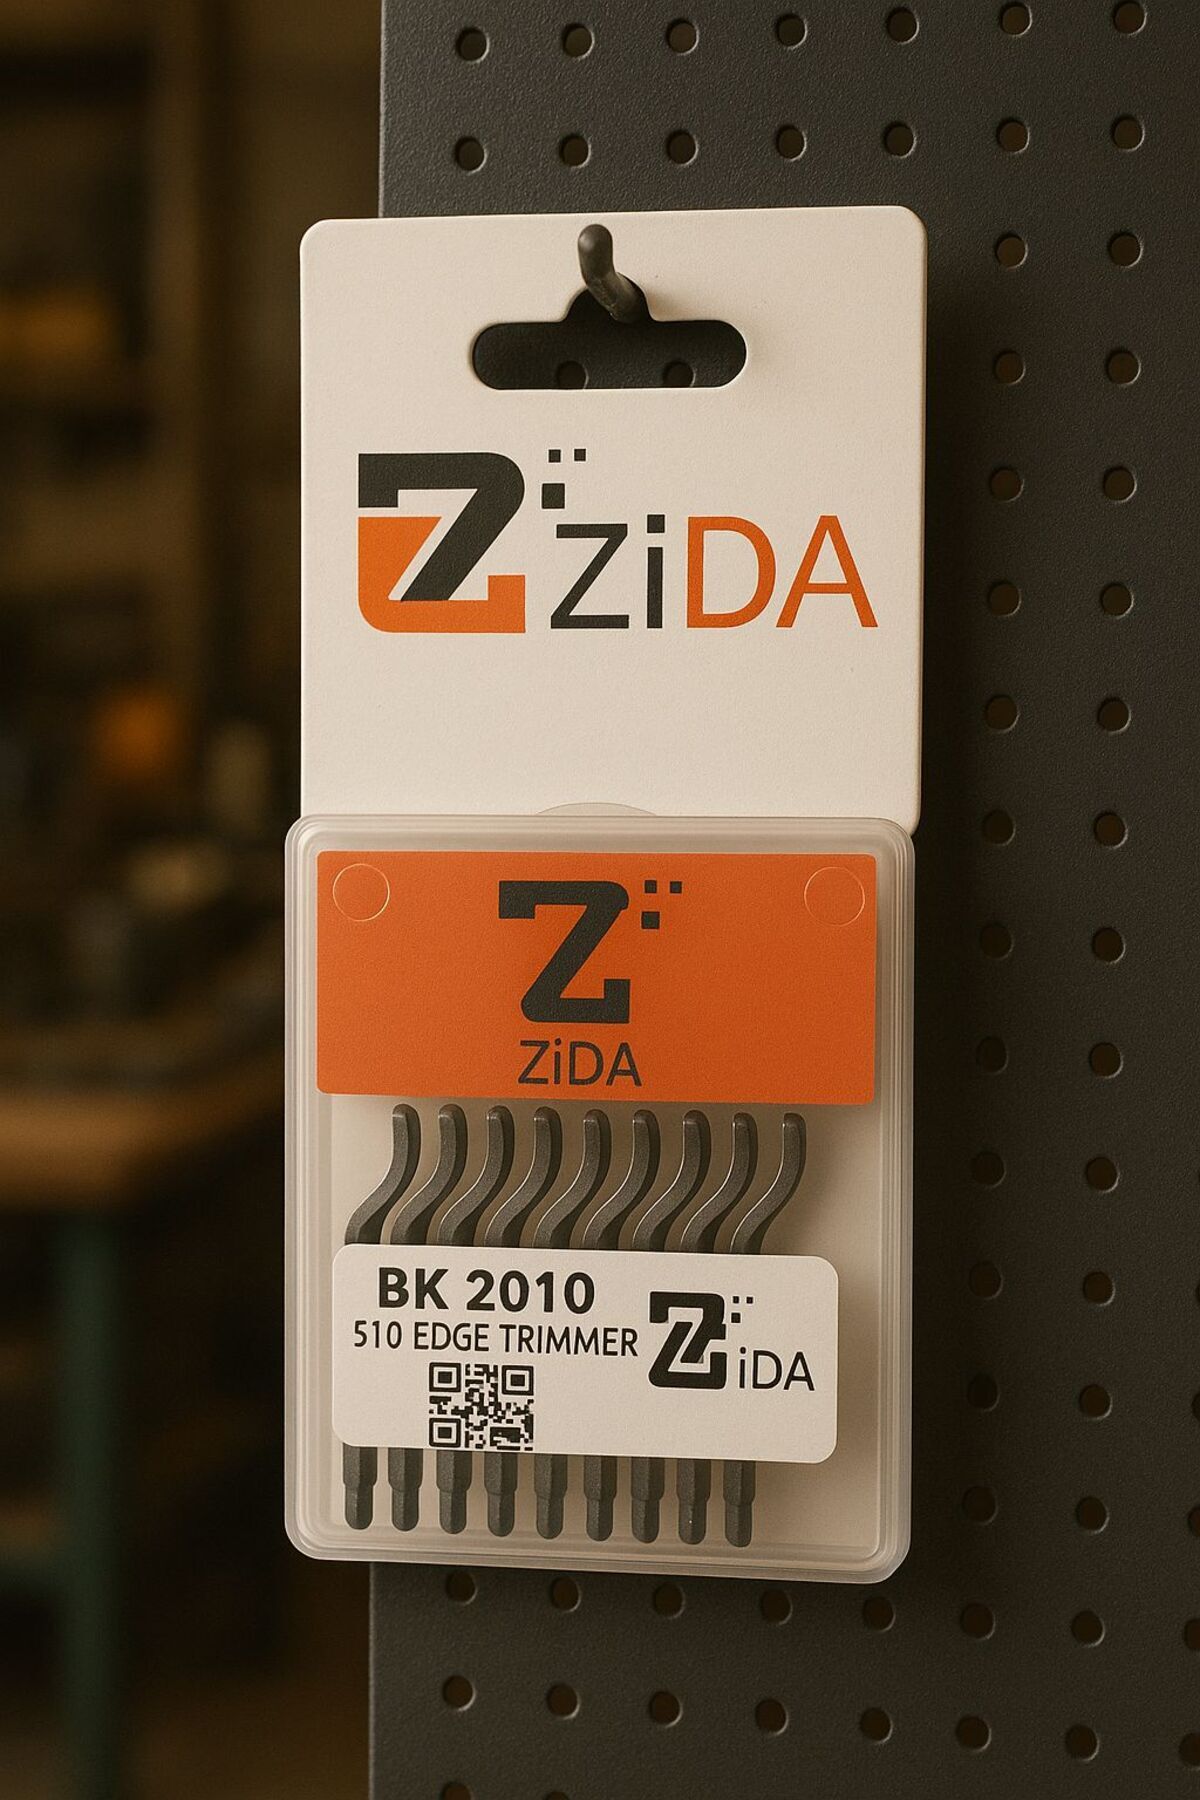 Z ZiDA
Z
ZiDA
BK 2010
510 EDGE TRIMMER
Z iDA